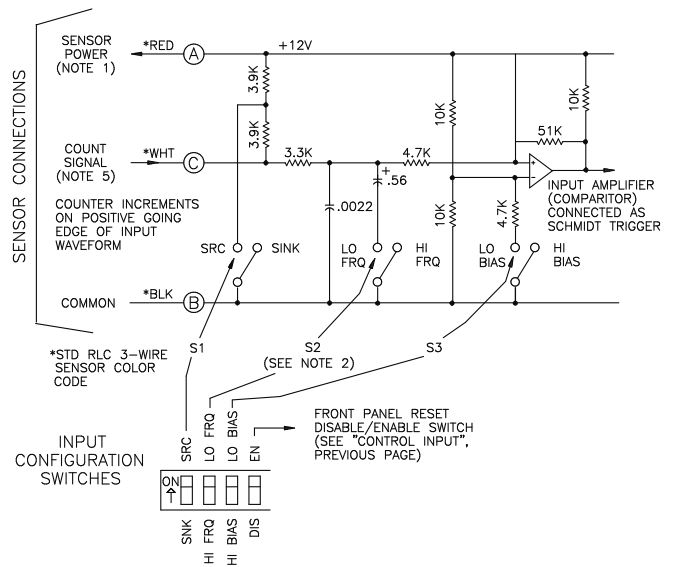 SENSOR CONNECTIONS
SENSOR
POWER
(NOTE 1)
*RED
A
+12V
3.9K
3.9K
10K
10K
51K
COUNT
SIGNAL
(NOTE 5)
*WHT
C
3.3K
4.7K
+
.56
.0022
10K
4.7K
+
-
INPUT AMPLIFIER
(COMPARITOR)
CONNECTED AS
SCHMIDT TRIGGER
COUNTER INCREMENTS
ON POSITIVE GOING
EDGE OF INPUT
WAVEFORM
SRC
SINK
LO
FRQ
HI
FRQ
LO
BIAS
HI
BIAS
COMMON
*BLK
B
*STD RLC 3-WIRE
SENSOR COLOR
CODE
S1
S2
S3
(SEE NOTE 2)
INPUT
CONFIGURATION
SWITCHES
SRC
LO FRQ
LO BIAS
EN
FRONT PANEL RESET
DISABLE/ENABLE SWITCH
(SEE "CONTROL INPUT",
PREVIOUS PAGE)
ON
SNK
HI FRQ
HI BIAS
DIS